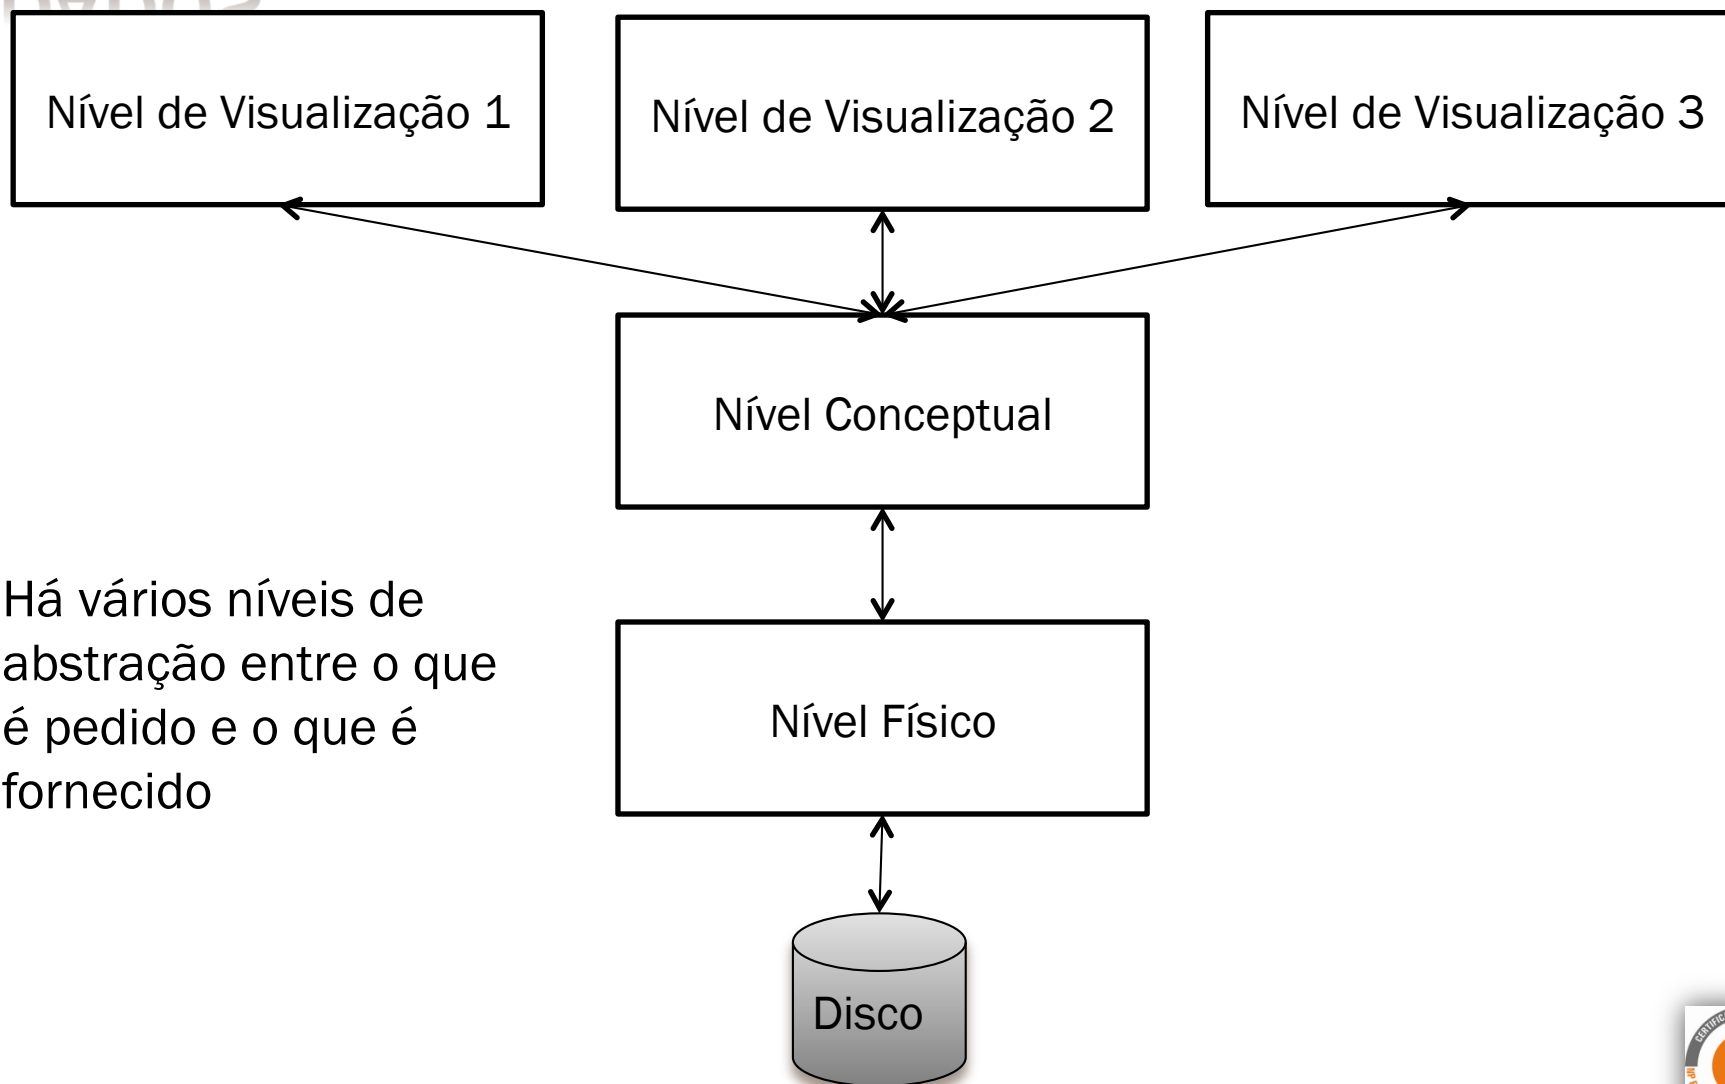 Nível de Visualização 1
Nível de Visualização 2
Nível de Visualização 3
Nível Conceptual
Há vários níveis de
abstração entre o que
é pedido e o que é
fornecido
Nível Físico
Disco